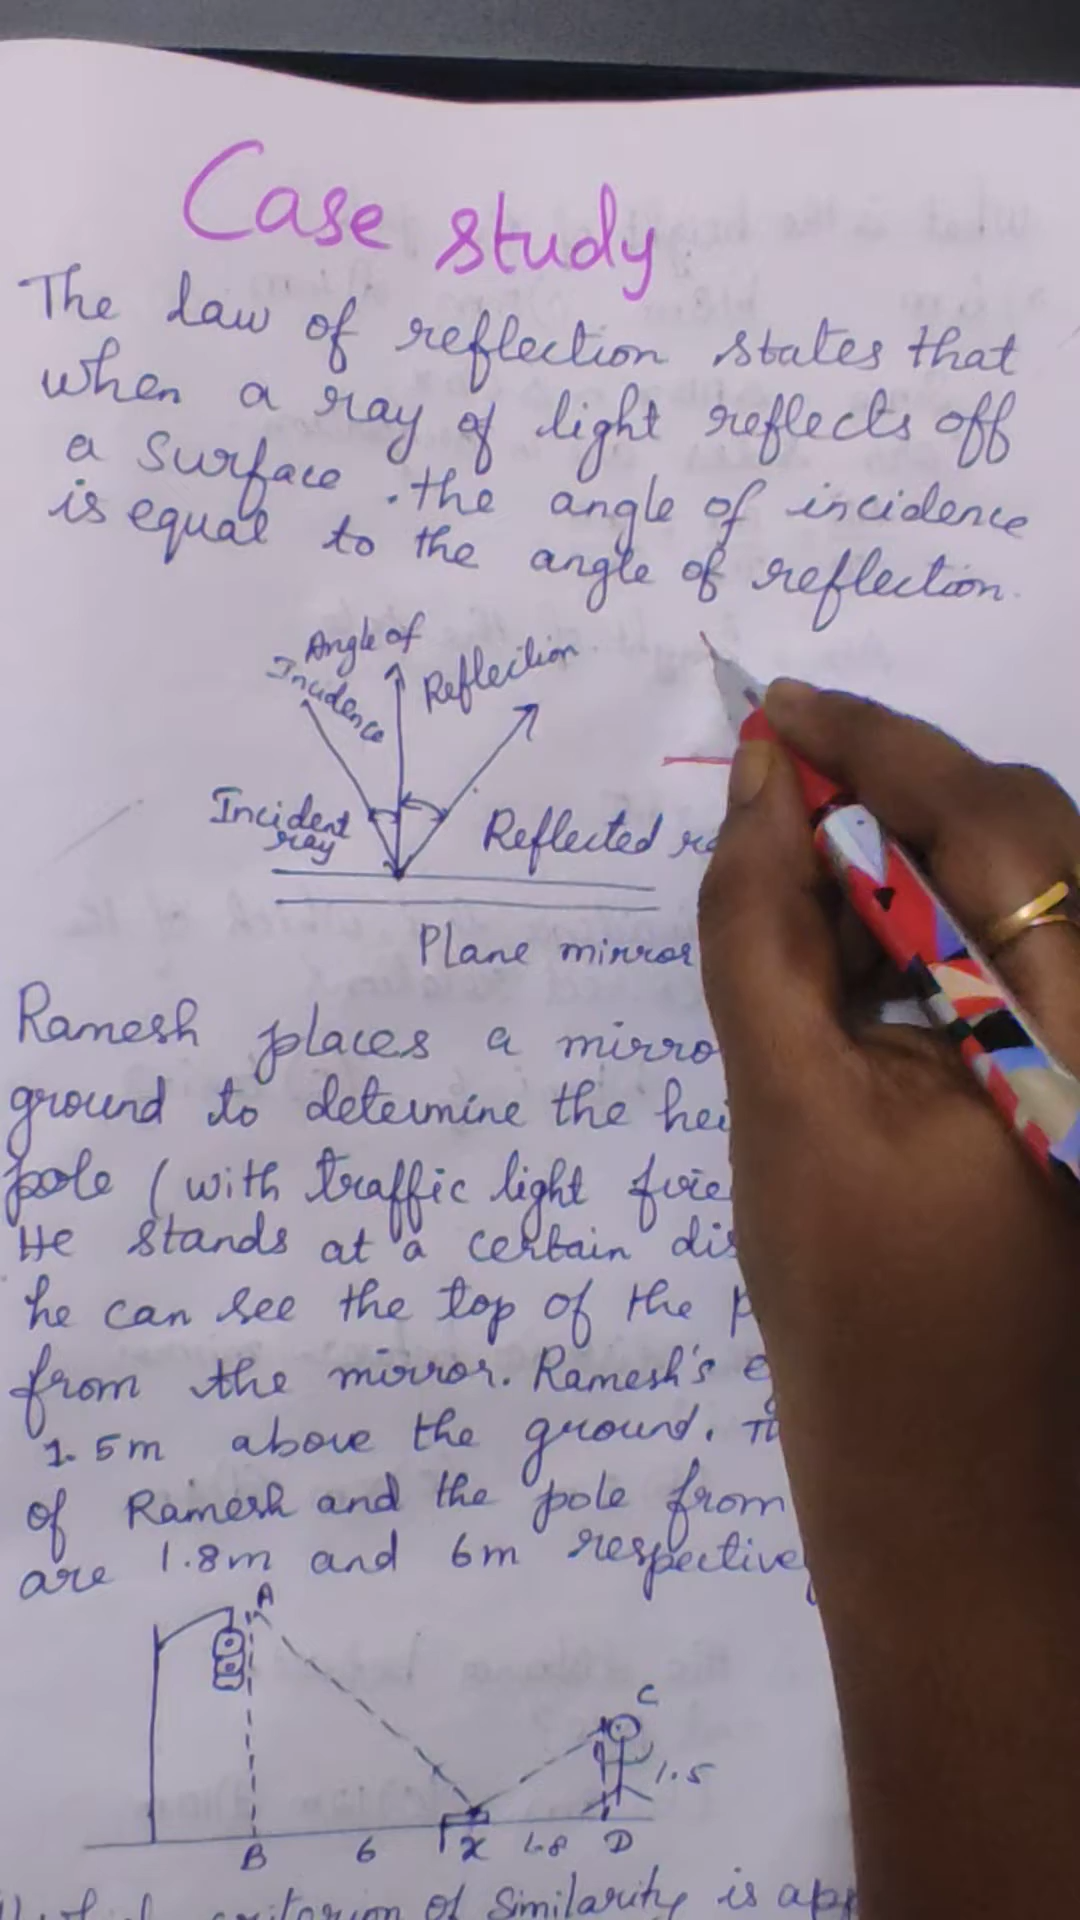 Case study
The law of reflection states that
when a ray of light reflects off
a surface. the angle of incidence
is equal to the angle of reflection.
Angle of
Incidence
Reflection
Incident
ray
Reflected
Plane mirror
Ramesh places a
ground to determine the
pole (with traffic light
He stands at a certain
he can see the top of the
from the mirror. Ramesh's
1.5m above the ground.
of Ramesh and the pole from
are 1.8m and 6m
A
C
1.5
B 6 X 1.8 D
of Similarity is